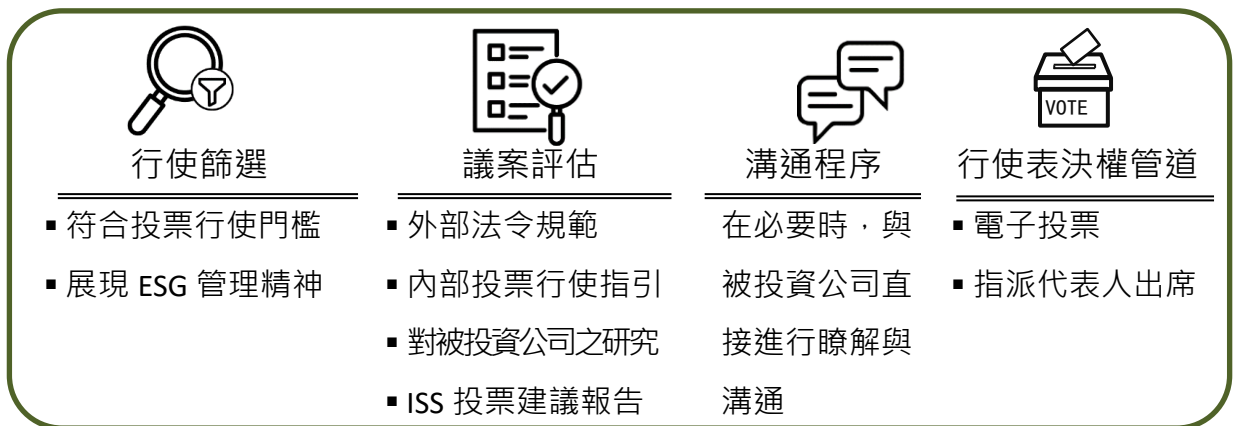 VOTE
行使篩選
▪ 符合投票行使門檻
▪ 展現 ESG 管理精神
議案評估
▪ 外部法令規範
▪ 內部投票行使指引
▪ 對被投資公司之研究
▪ ISS 投票建議報告
溝通程序
在必要時，與
被投資公司直
接進行瞭解與
溝通
行使表決權管道
▪ 電子投票
▪ 指派代表人出席